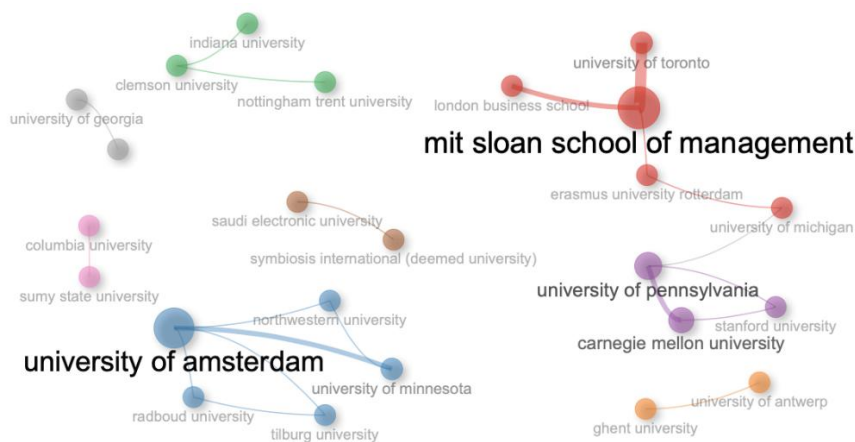 indiana university
clemson university
nottingham trent university
university of georgia
university of toronto
london business school
mit sloan school of management
erasmus university rotterdam
university of michigan
saudi electronic university
symbiosis international (deemed university)
columbia university
sumy state university
northwestern university
university of amsterdam
university of minnesota
radboud university
tilburg university
university of pennsylvania
stanford university
carnegie mellon university
university of antwerp
ghent university